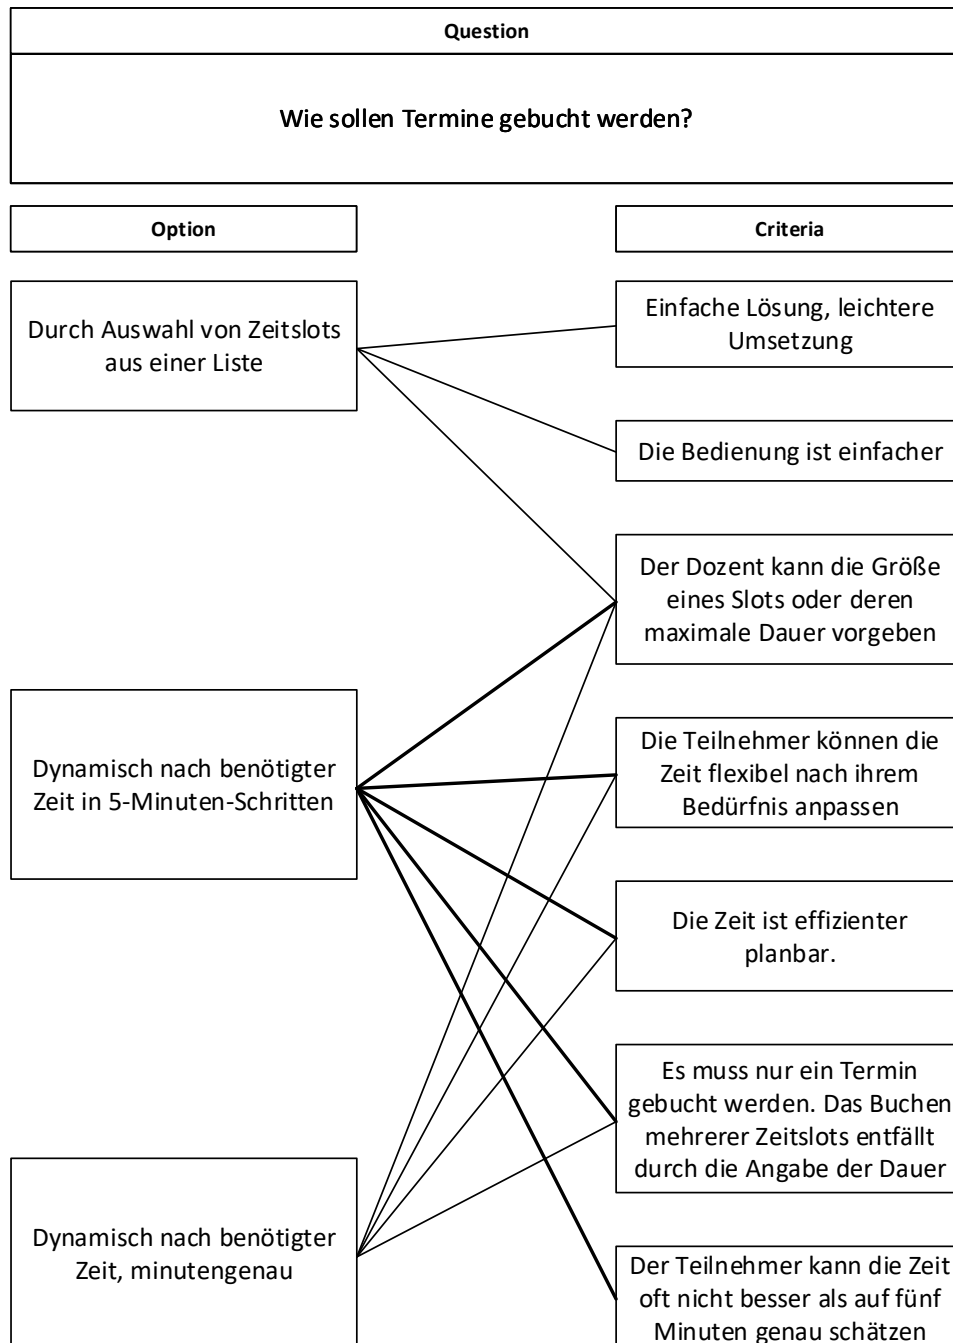 Question
Wie sollen Termine gebucht werden?
Option
Criteria
Durch Auswahl von Zeitslots
aus einer Liste
Einfache Lösung, leichtere
Umsetzung
Die Bedienung ist einfacher
Der Dozent kann die Größe
eines Slots oder deren
maximale Dauer vorgeben
Dynamisch nach benötigter
Zeit in 5-Minuten-Schritten
Die Teilnehmer können die
Zeit flexibel nach ihrem
Bedürfnis anpassen
Die Zeit ist effizienter
planbar.
Es muss nur ein Termin
gebucht werden. Das Buchen
mehrerer Zeitslots entfällt
durch die Angabe der Dauer
Dynamisch nach benötigter
Zeit, minutengenau
Der Teilnehmer kann die Zeit
oft nicht besser als auf fünf
Minuten genau schätzen